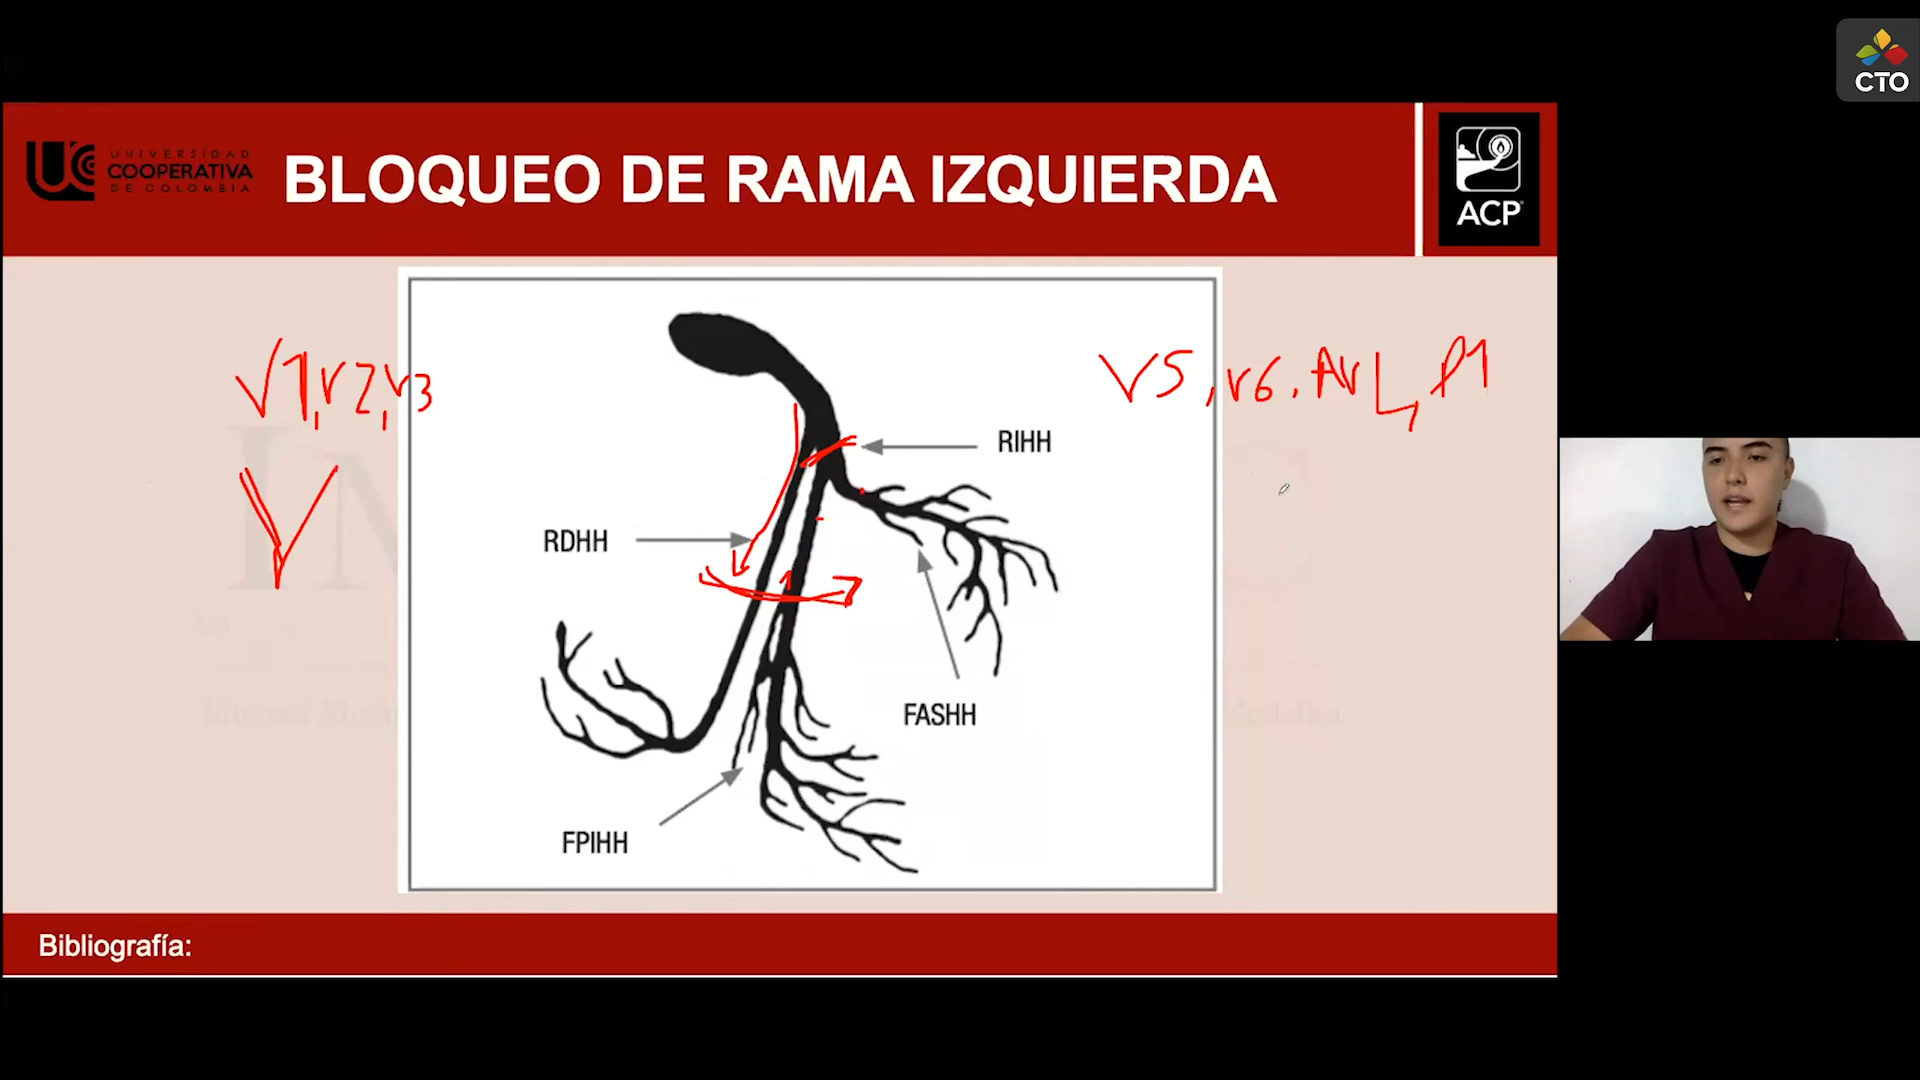 CTO
UNIVERSIDAD
COOPERATIVA
DE COLOMBIA
BLOQUEO DE RAMA IZQUIERDA
ACP
V1, V2, V3
V5, V6, AVL, D1
RIHH
RDHH
FASHH
FPIHH
Bibliografía: